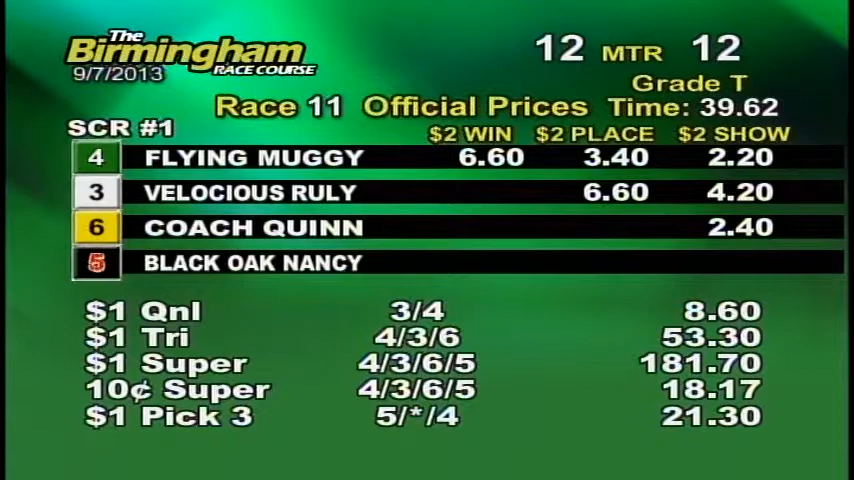 The
Birmingham
RACE COURSE
9/7/2013
12 MTR 12
Grade T
Race 11 Official Prices Time: 39.62
SCR #1
$2 WIN $2 PLACE $2 SHOW
4 FLYING MUGGY 6.60 3.40 2.20
3 VELOCIOUS RULY 6.60 4.20
6 COACH QUINN 2.40
5 BLACK OAK NANCY
$1 Qnl 3/4 8.60
$1 Tri 4/3/6 53.30
$1 Super 4/3/6/5 181.70
10¢ Super 4/3/6/5 18.17
$1 Pick 3 5/*/4 21.30